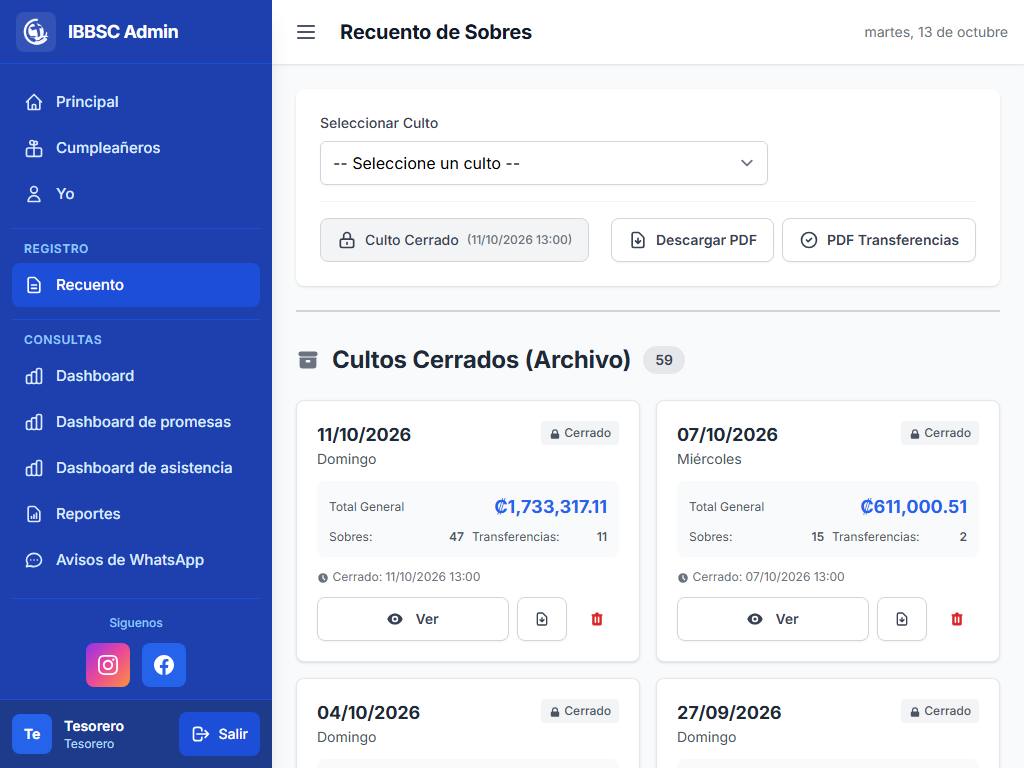 IBBSC Admin
Principal
Cumpleañeros
Yo
REGISTRO
Recuento
CONSULTAS
Dashboard
Dashboard de promesas
Dashboard de asistencia
Reportes
Avisos de WhatsApp
Síguenos
Te
Tesorero
Tesorero
Salir
Recuento de Sobres
martes, 13 de octubre
Seleccionar Culto
-- Seleccione un culto --
Culto Cerrado (11/10/2026 13:00)
Descargar PDF
PDF Transferencias
Cultos Cerrados (Archivo) 59
11/10/2026
Cerrado
Domingo
Total General ₡1,733,317.11
Sobres: 47 Transferencias: 11
Cerrado: 11/10/2026 13:00
Ver
07/10/2026
Cerrado
Miércoles
Total General ₡611,000.51
Sobres: 15 Transferencias: 2
Cerrado: 07/10/2026 13:00
Ver
04/10/2026
Cerrado
Domingo
27/09/2026
Cerrado
Domingo